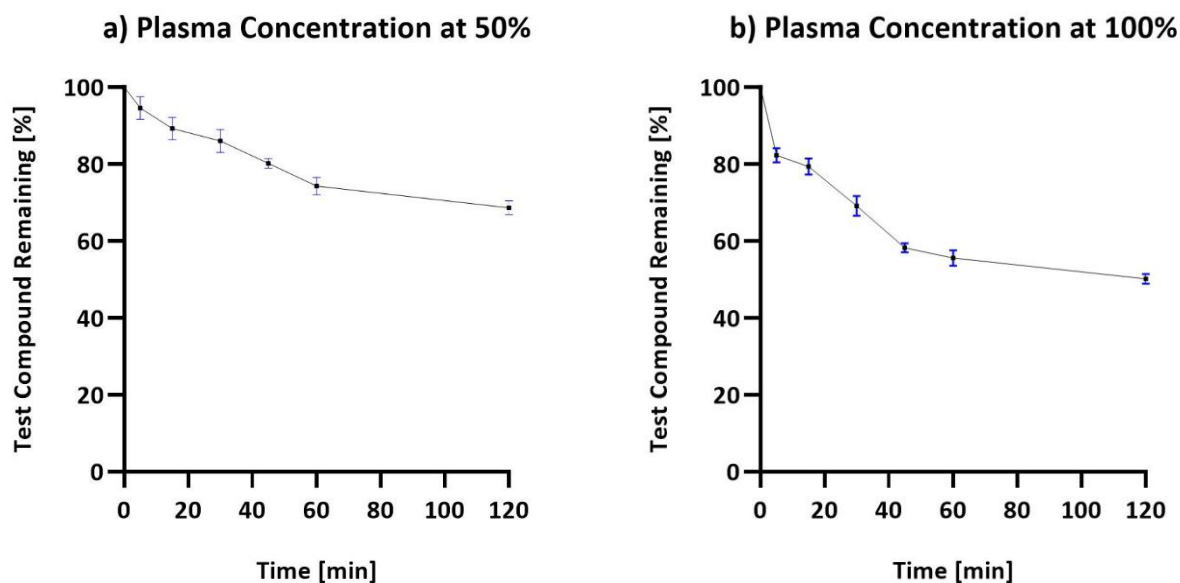 a) Plasma Concentration at 50%
Test Compound Remaining [%]
100
80
60
40
20
0
0 20 40 60 80 100 120
Time [min]
b) Plasma Concentration at 100%
Test Compound Remaining [%]
100
80
60
40
20
0
0 20 40 60 80 100 120
Time [min]